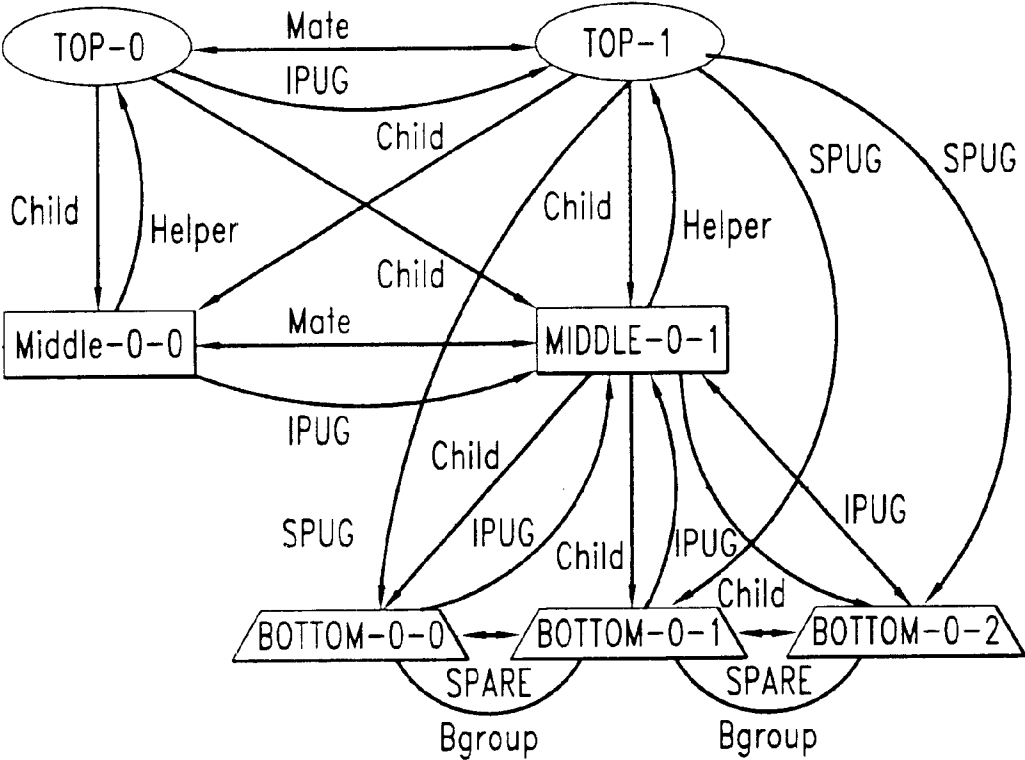 Mate
TOP-0
TOP-1
IPUG
Child
SPUG
SPUG
Child
Helper
Child
Helper
Child
Mate
Middle-0-0
MIDDLE-0-1
IPUG
Child
SPUG
IPUG
Child
IPUG
IPUG
Child
BOTTOM-0-0
BOTTOM-0-1
BOTTOM-0-2
SPARE
SPARE
Bgroup
Bgroup